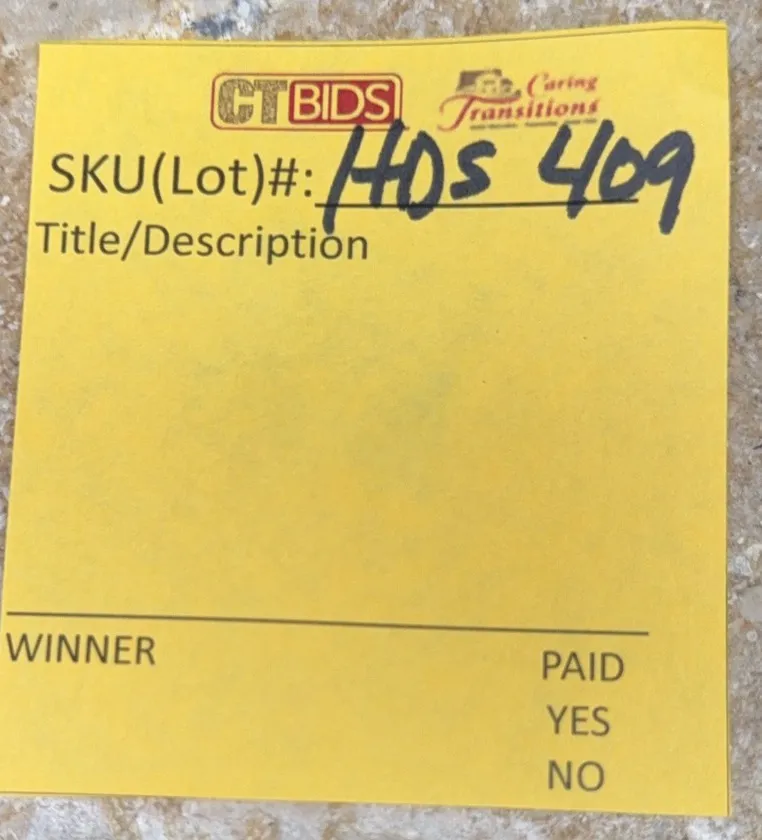 CTBIDS
Caring
Transitions
SKU(Lot)#: HDS 409
Title/Description
WINNER
PAID
YES
NO